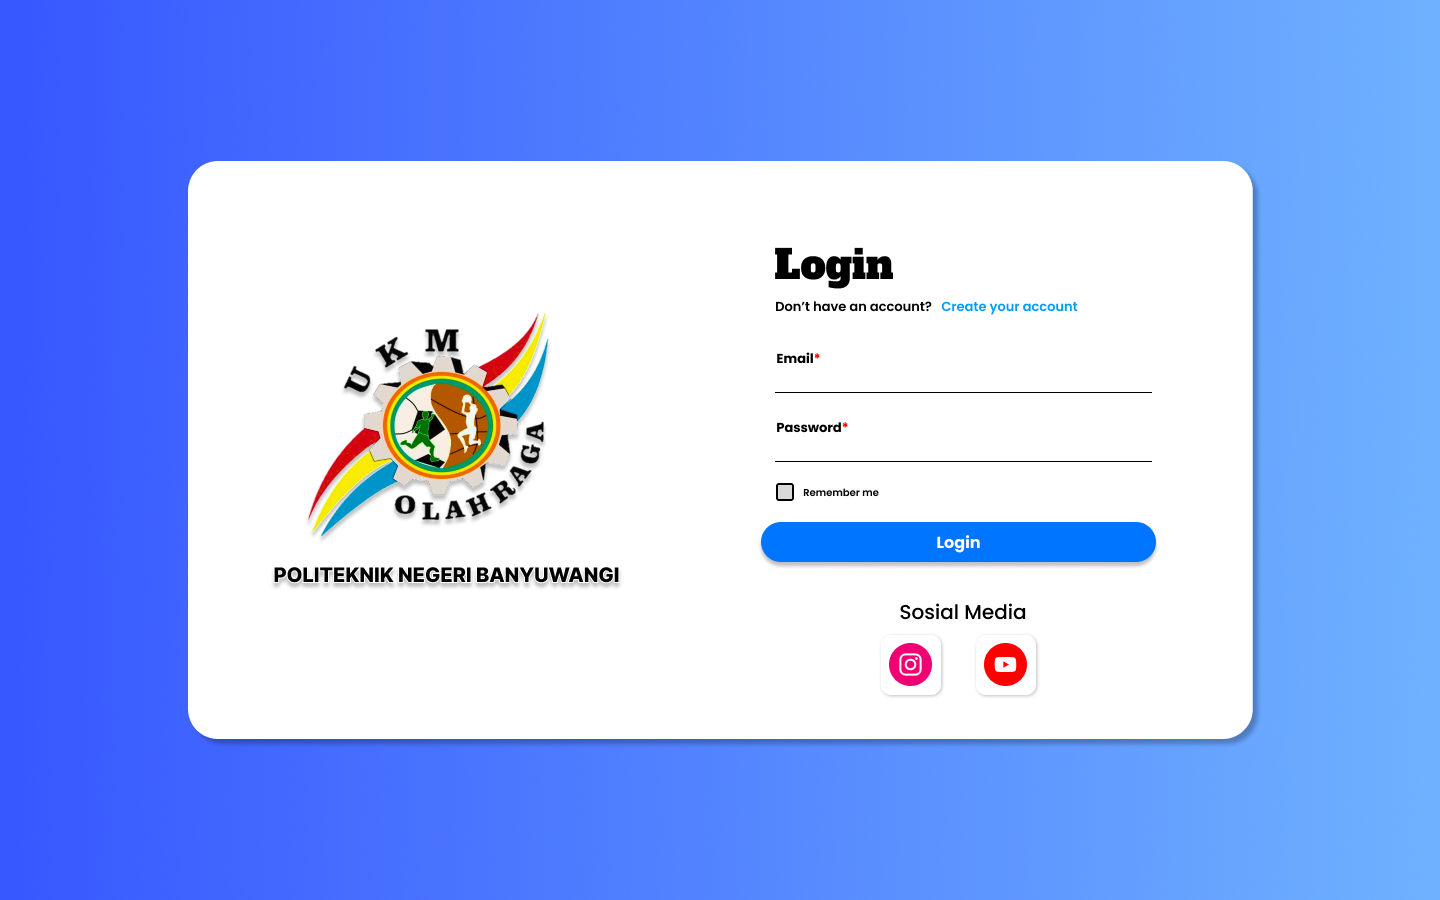 UKM
OLAHRAGA
POLITEKNIK NEGERI BANYUWANGI
Login
Don’t have an account? Create your account
Email*
Password*
Remember me
Login
Sosial Media